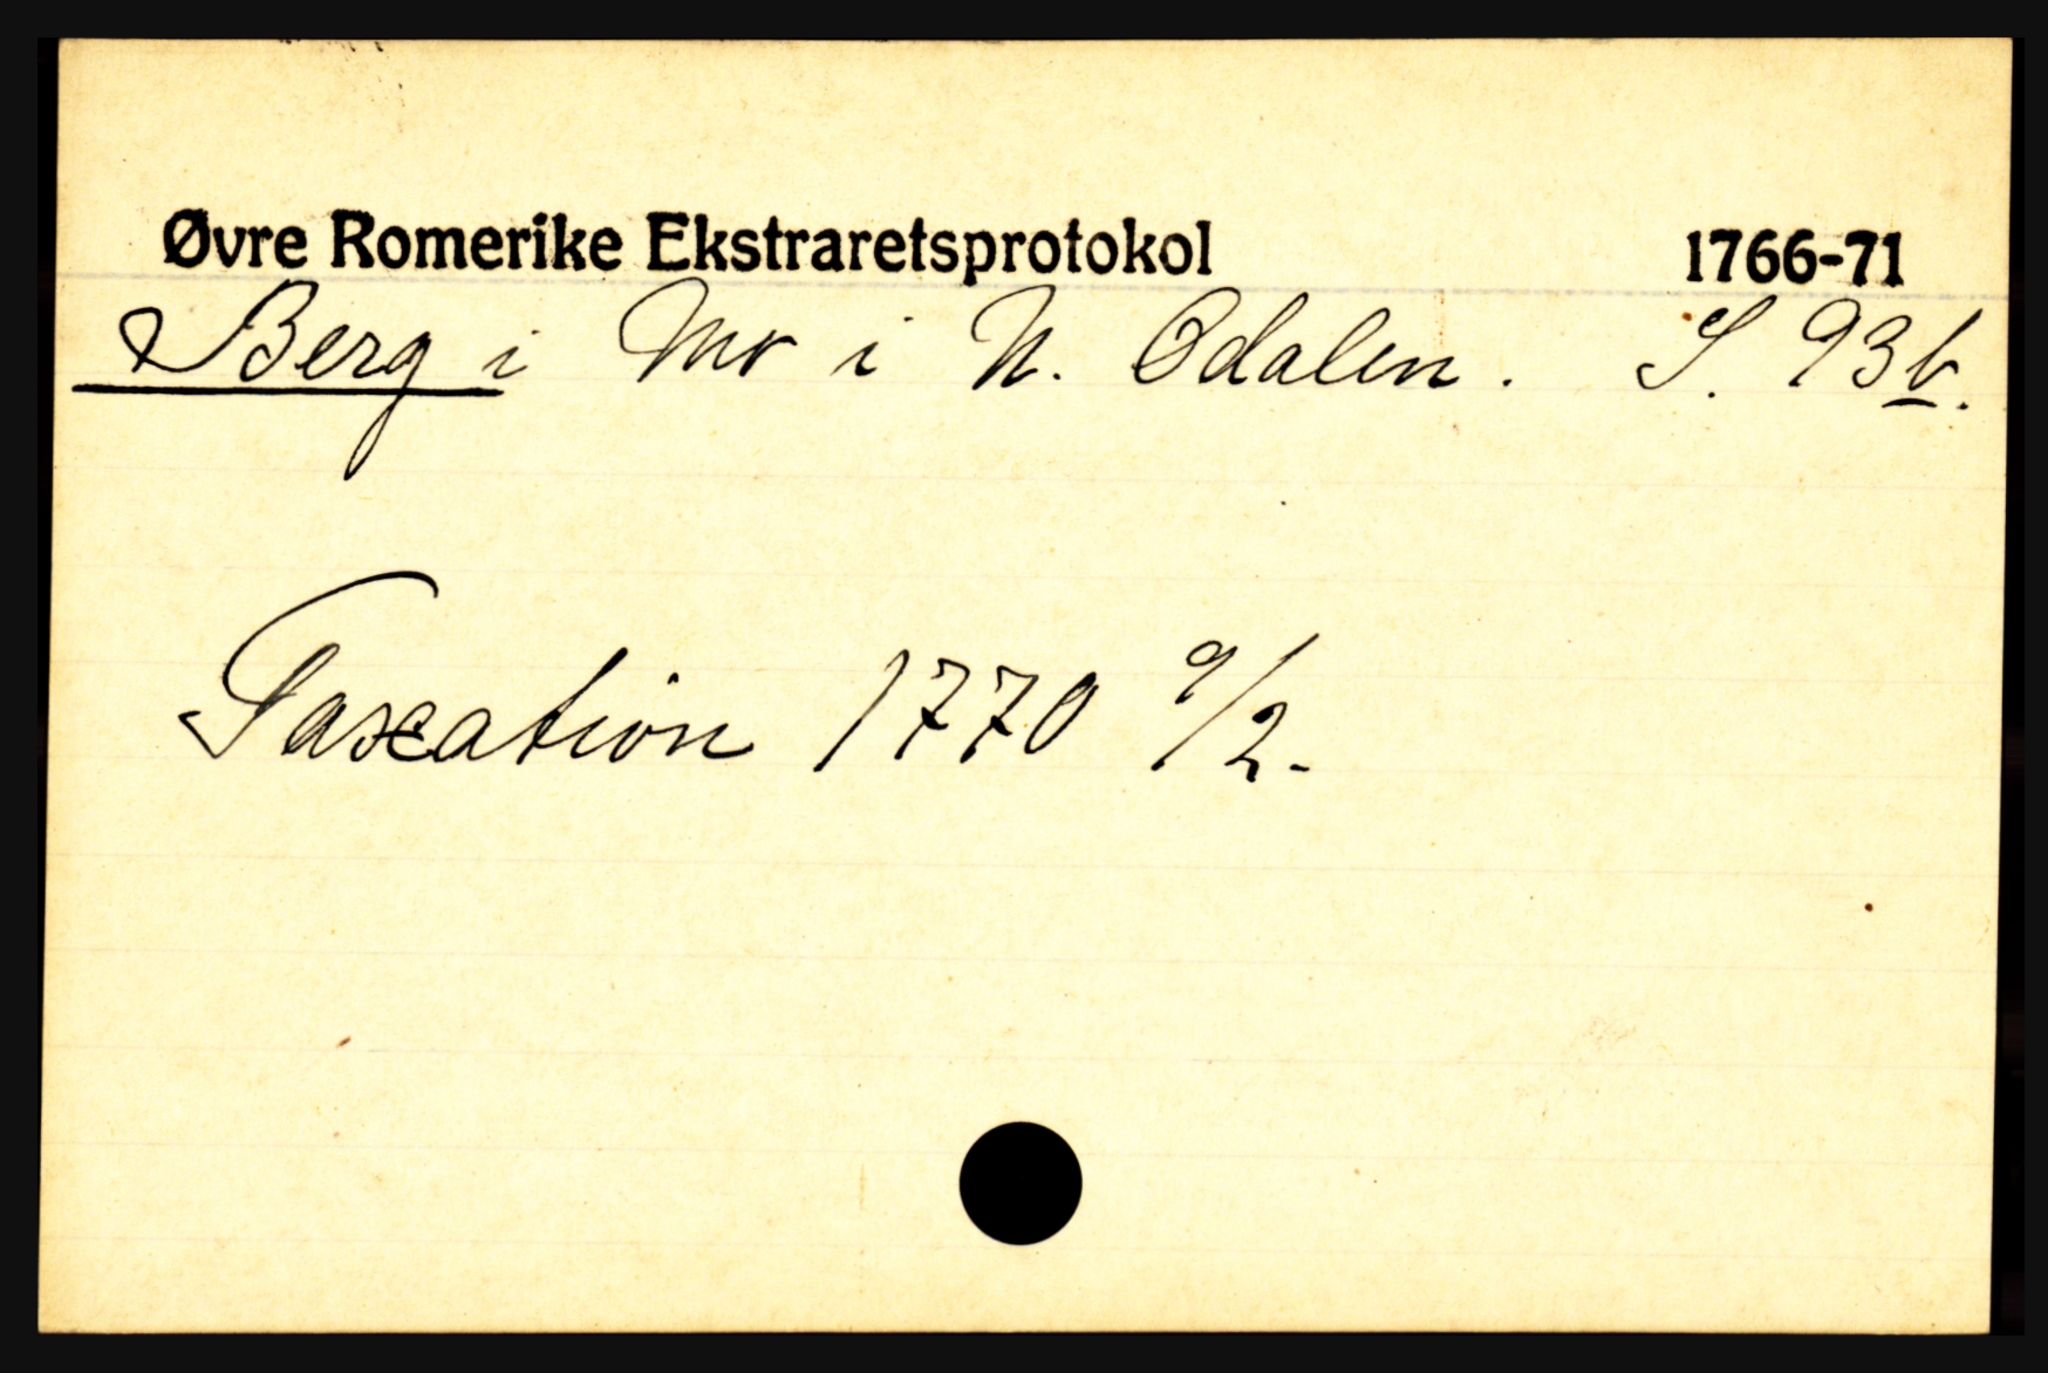 Øvre Romerike Ekstraretsprotokol 1766-71
Berg i Mo i N. Odalen. S. 93b.
Taxation 1770 9/2.